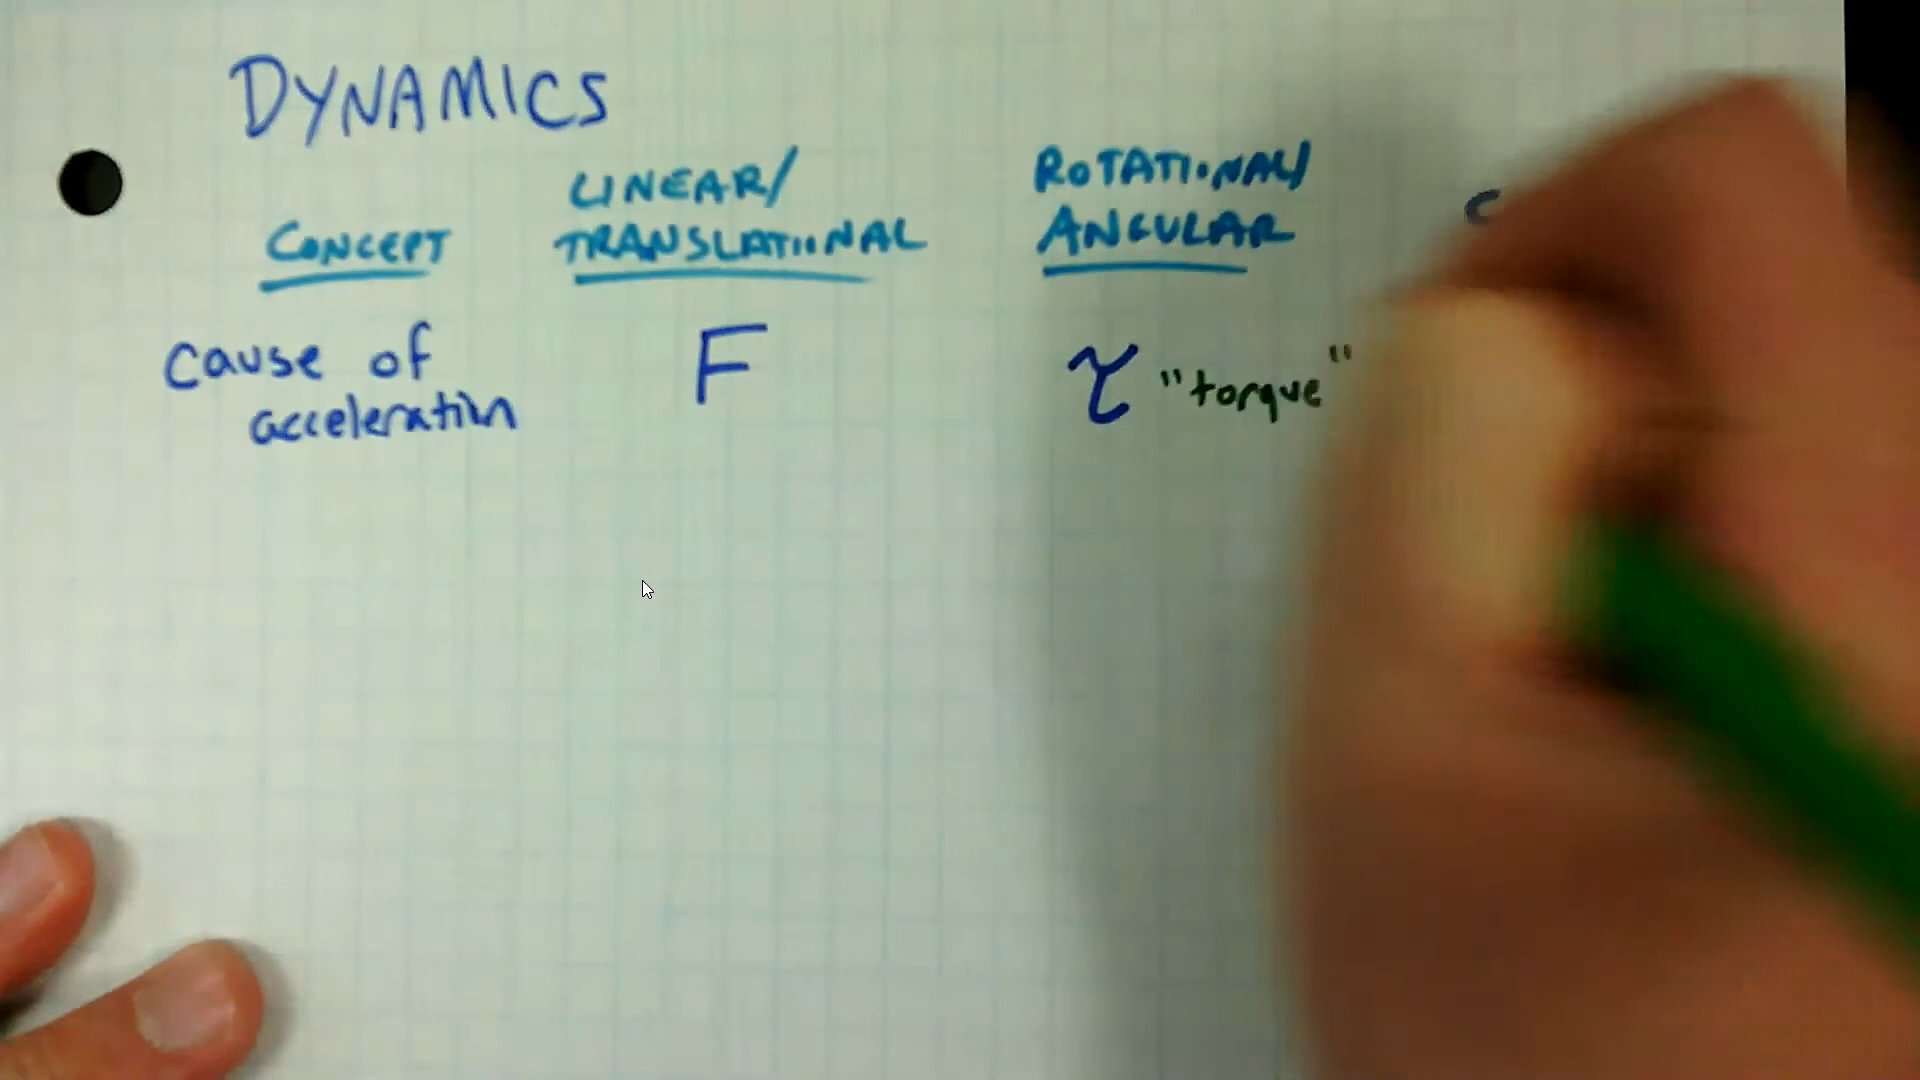 DYNAMICS
CONCEPT
LINEAR/
TRANSLATIONAL
ROTATIONAL/
ANGULAR
Cause of
acceleration
F
τ "torque"